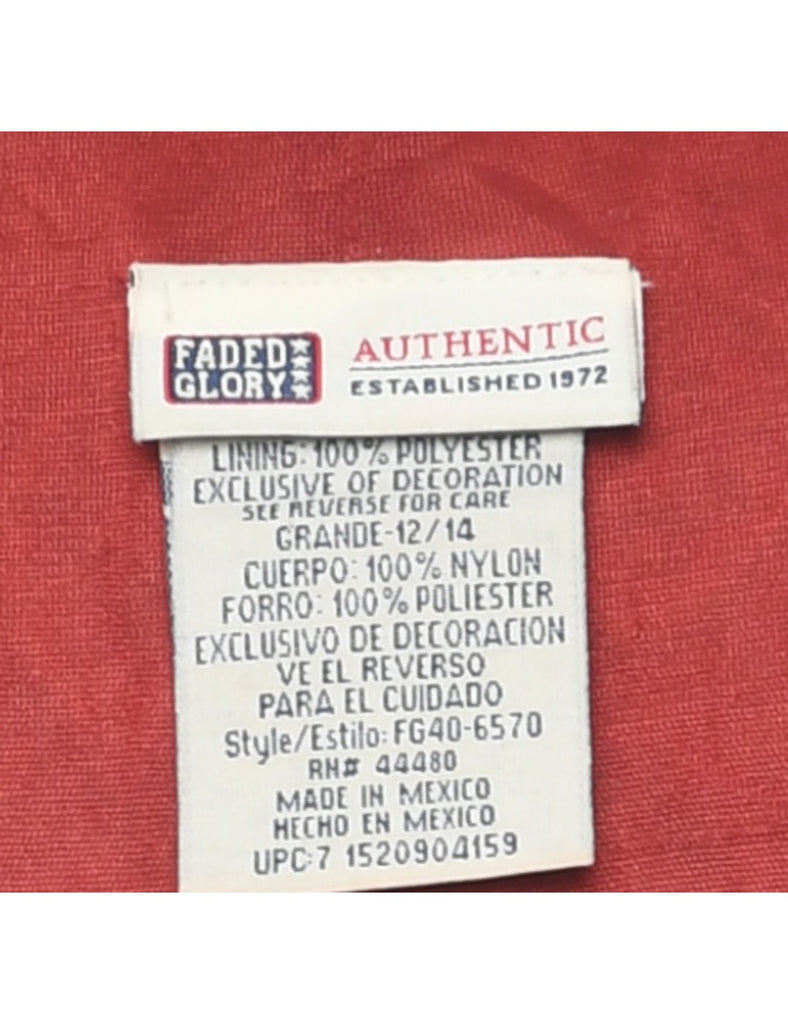 FADED
GLORY
AUTHENTIC
ESTABLISHED 1972
LINING: 100% POLYESTER
EXCLUSIVE OF DECORATION
SEE REVERSE FOR CARE
GRANDE-12/14
CUERPO: 100% NYLON
FORRO: 100% POLIESTER
EXCLUSIVO DE DECORACION
VE EL REVERSO
PARA EL CUIDADO
Style/Estilo: FG40-6570
RN# 44480
MADE IN MEXICO
HECHO EN MEXICO
UPC:7 1520904159